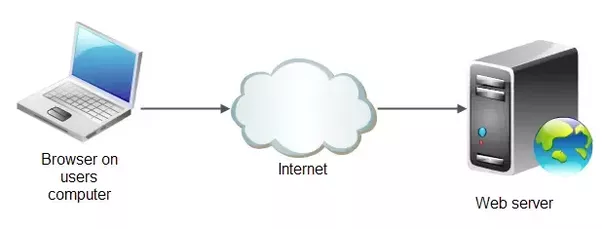 Browser on
users
computer
Internet
Web server